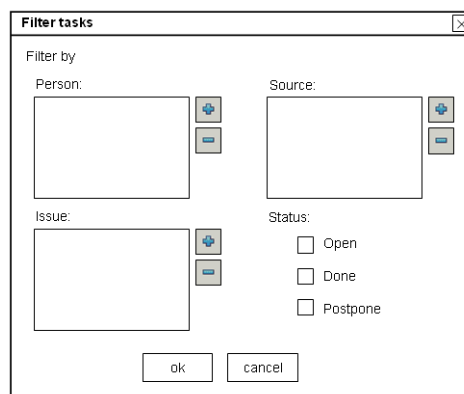 Filter tasks
Filter by
Person:
Source:
Issue:
Status:
Open
Done
Postpone
ok
cancel